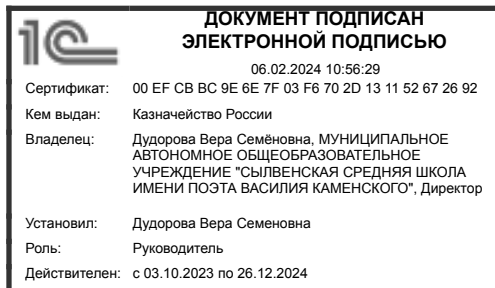 1С
ДОКУМЕНТ ПОДПИСАН
ЭЛЕКТРОННОЙ ПОДПИСЬЮ
06.02.2024 10:56:29
Сертификат: 00 EF CB BC 9E 6E 7F 03 F6 70 2D 13 11 52 67 26 92
Кем выдан: Казначейство России
Владелец: Дудорова Вера Семёновна, МУНИЦИПАЛЬНОЕ
АВТОНОМНОЕ ОБЩЕОБРАЗОВАТЕЛЬНОЕ
УЧРЕЖДЕНИЕ "СЫЛВЕНСКАЯ СРЕДНЯЯ ШКОЛА
ИМЕНИ ПОЭТА ВАСИЛИЯ КАМЕНСКОГО", Директор
Установил: Дудорова Вера Семеновна
Роль: Руководитель
Действителен: с 03.10.2023 по 26.12.2024